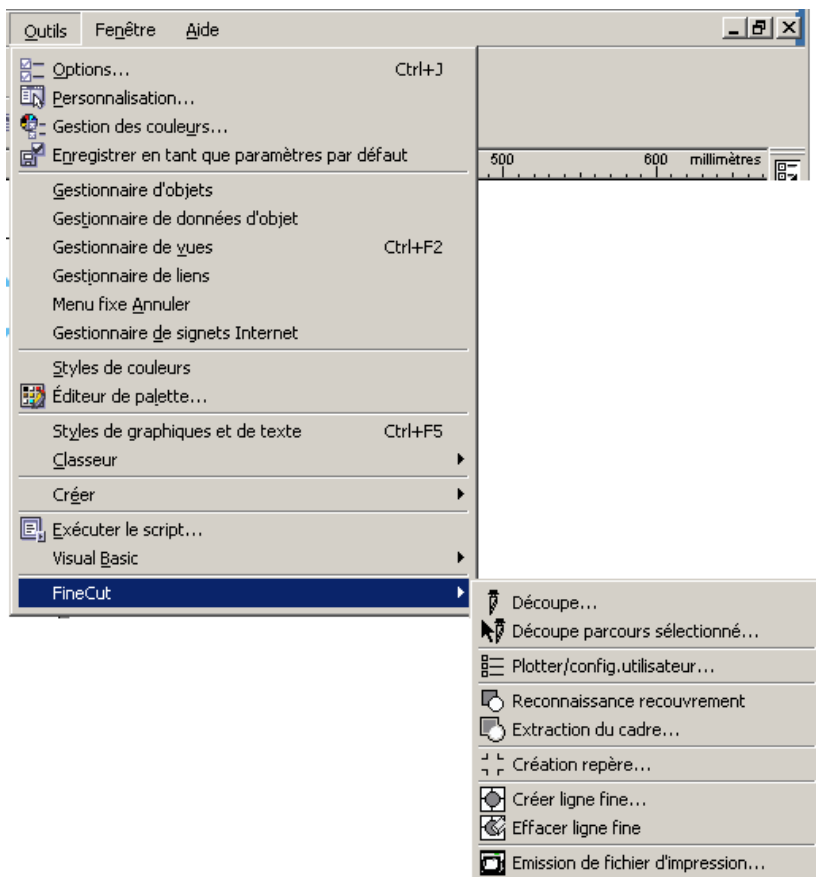 Outils Fenêtre Aide
Options... Ctrl+J
Personnalisation...
Gestion des couleurs...
Enregistrer en tant que paramètres par défaut
500 600 millimètres
Gestionnaire d'objets
Gestionnaire de données d'objet
Gestionnaire de vues Ctrl+F2
Gestionnaire de liens
Menu fixe Annuler
Gestionnaire de signets Internet
Styles de couleurs
Éditeur de palette...
Styles de graphiques et de texte Ctrl+F5
Classeur
Créer
Exécuter le script...
Visual Basic
FineCut
Découpe...
Découpe parcours sélectionné...
Plotter/config.utilisateur...
Reconnaissance recouvrement
Extraction du cadre...
Création repère...
Créer ligne fine...
Effacer ligne fine
Emission de fichier d'impression...